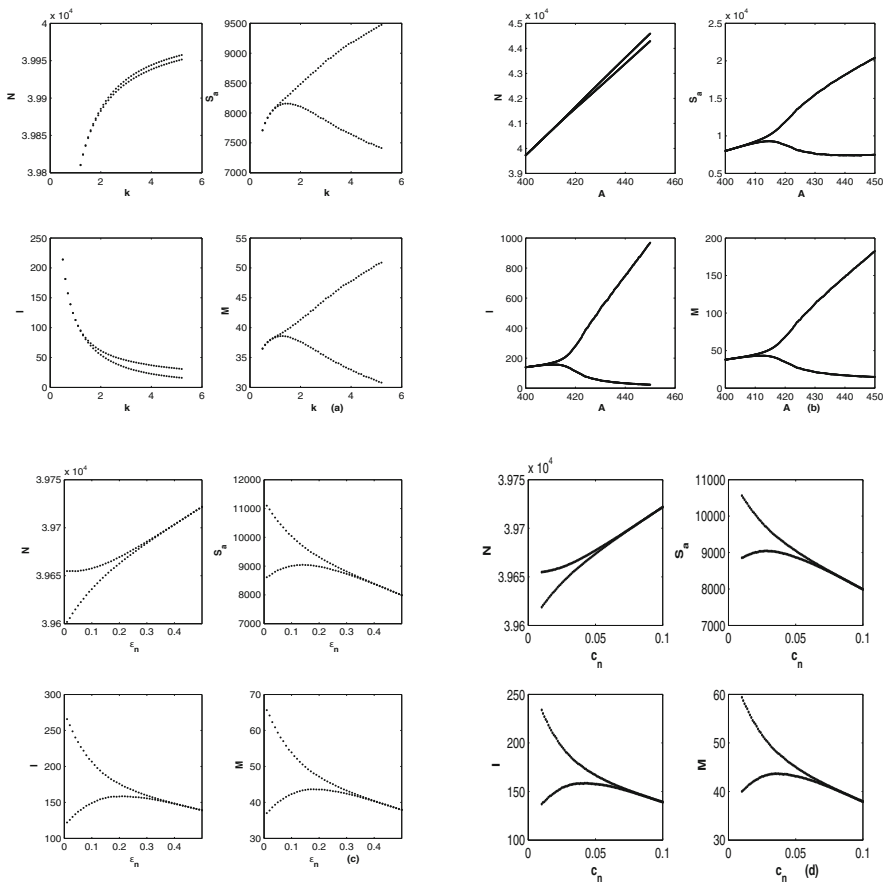 x 10^4
4
3.995
3.99
3.985
3.98
0 2 4 6
N
k
9500
9000
8500
8000
7500
7000
0 2 4 6
S_a
k
x 10^4
4.5
4.4
4.3
4.2
4.1
4
3.9
400 420 440 460
N
A
x 10^4
2.5
2
1.5
1
0.5
400 410 420 430 440 450
S_a
A
250
200
150
100
50
0
0 2 4 6
I
k
55
50
45
40
35
30
0 2 4 6
M
k (a)
1000
800
600
400
200
0
400 420 440 460
I
A
200
150
100
50
0
400 410 420 430 440 450
M
A (b)
x 10^4
3.975
3.97
3.965
3.96
0 0.1 0.2 0.3 0.4
N
ε_n
12000
11000
10000
9000
8000
7000
0 0.1 0.2 0.3 0.4
S_a
ε_n
x 10^4
3.975
3.97
3.965
3.96
0 0.05 0.1
N
c_n
11000
10000
9000
8000
7000
0 0.05 0.1
S_a
c_n
300
250
200
150
100
0 0.1 0.2 0.3 0.4
I
ε_n
70
60
50
40
30
0 0.1 0.2 0.3 0.4
M
ε_n (c)
250
200
150
100
0 0.05 0.1
I
c_n
60
50
40
30
0 0.05 0.1
M
c_n (d)